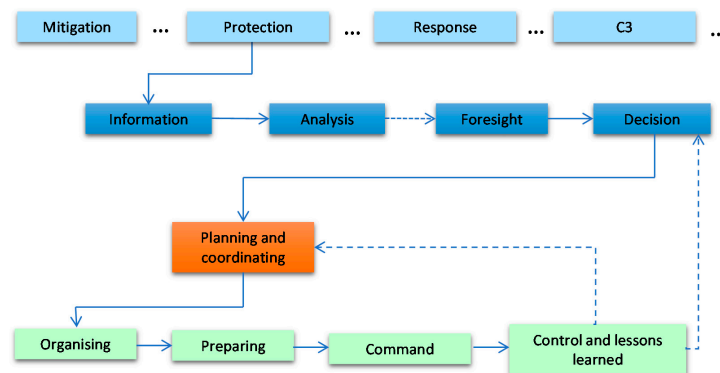 Mitigation ... Protection ... Response ... C3 ..
Information Analysis Foresight Decision
Planning and
coordinating
Organising Preparing Command Control and lessons
learned